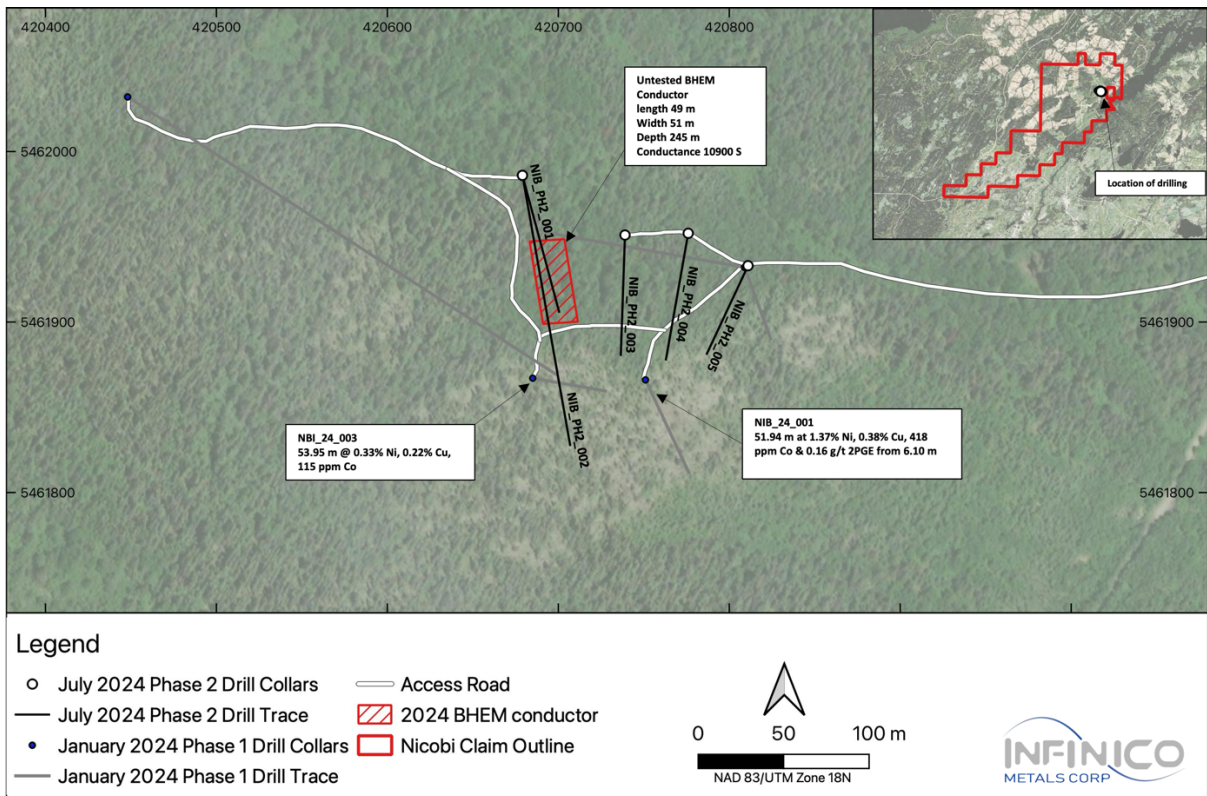 420400
420500
420600
420700
420800
Untested BHEM
Conductor
length 49 m
Width 51 m
Depth 245 m
Conductance 10900 S
Location of drilling
5462000
NIB_PH2_001
NIB_PH2_003
NIB_PH2_004
NIB_PH2_005
5461900
5461900
NIB_PH2_002
NBI_24_003
53.95 m @ 0.33% Ni, 0.22% Cu,
115 ppm Co
NIB_24_001
51.94 m at 1.37% Ni, 0.38% Cu, 418
ppm Co & 0.16 g/t 2PGE from 6.10 m
5461800
5461800
Legend
July 2024 Phase 2 Drill Collars
July 2024 Phase 2 Drill Trace
January 2024 Phase 1 Drill Collars
January 2024 Phase 1 Drill Trace
Access Road
2024 BHEM conductor
Nicobi Claim Outline
0 50 100 m
NAD 83/UTM Zone 18N
INFINICO
METALS CORP